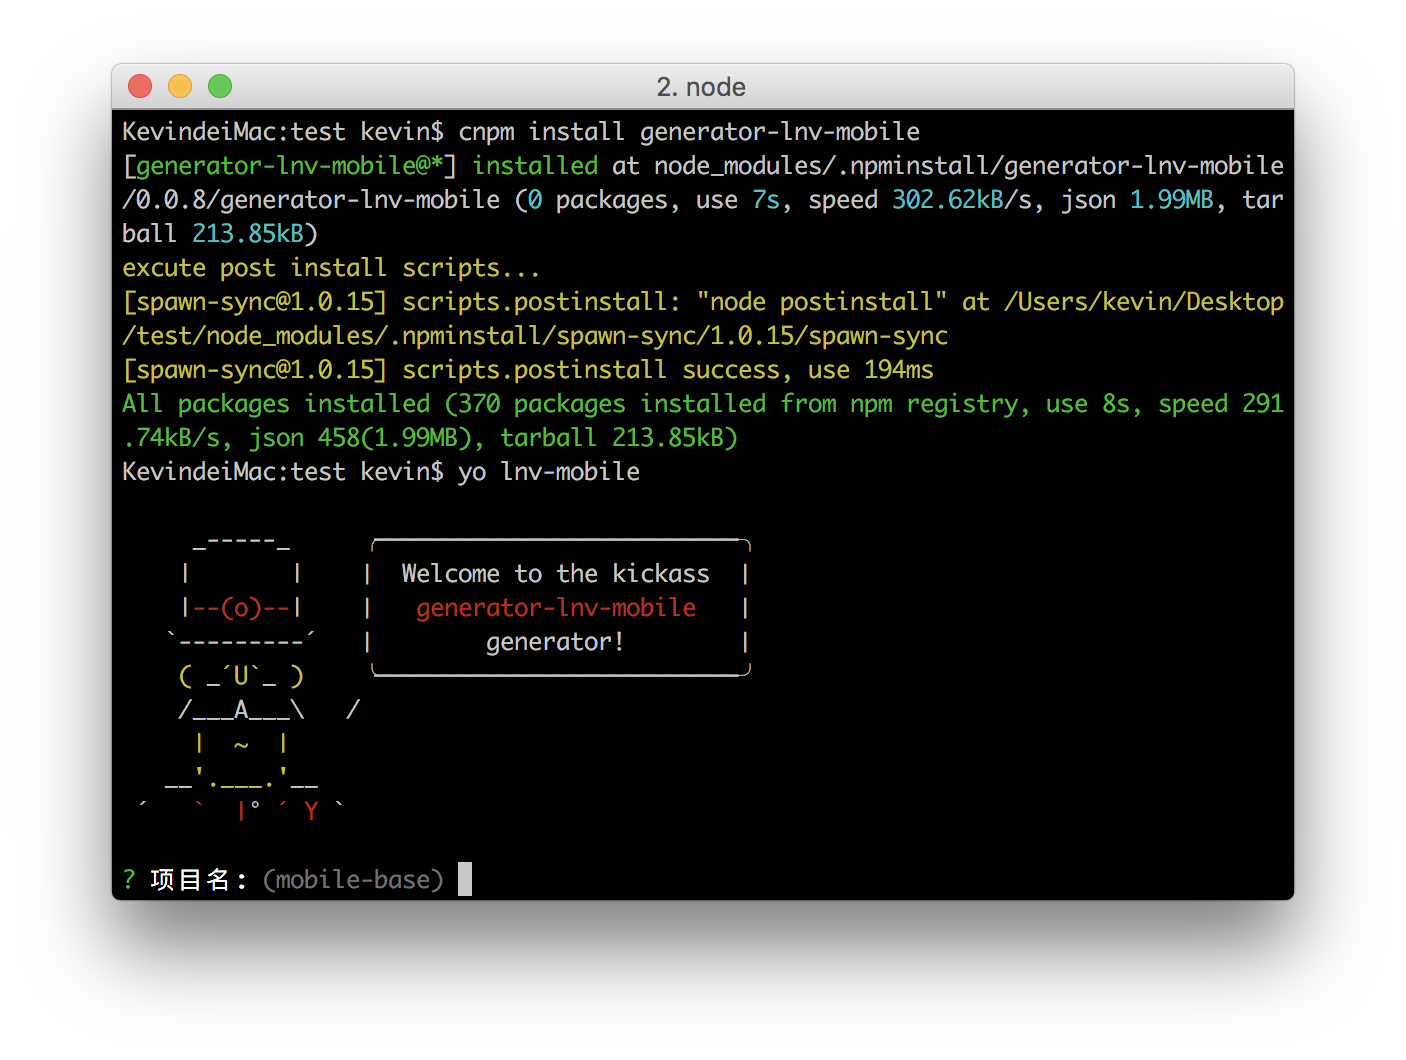 2. node
KevindeiMac:test kevin$ cnpm install generator-lnv-mobile
[generator-lnv-mobile@*] installed at node_modules/.npminstall/generator-lnv-mobile
/0.0.8/generator-lnv-mobile (0 packages, use 7s, speed 302.62kB/s, json 1.99MB, tar
ball 213.85kB)
excute post install scripts...
[spawn-sync@1.0.15] scripts.postinstall: "node postinstall" at /Users/kevin/Desktop
/test/node_modules/.npminstall/spawn-sync/1.0.15/spawn-sync
[spawn-sync@1.0.15] scripts.postinstall success, use 194ms
All packages installed (370 packages installed from npm registry, use 8s, speed 291
.74kB/s, json 458(1.99MB), tarball 213.85kB)
KevindeiMac:test kevin$ yo lnv-mobile

     _-----_     ╭──────────────────────────╮
    |       |    |  Welcome to the kickass  |
    |--(o)--|    |   generator-lnv-mobile   |
   `---------´   |        generator!        |
    ( _´U`_ )    ╰──────────────────────────╯
    /___A___\   /
     |  ~  |
   __'.___.'__
 ´   `  |° ´ Y `

? 项目名: (mobile-base)